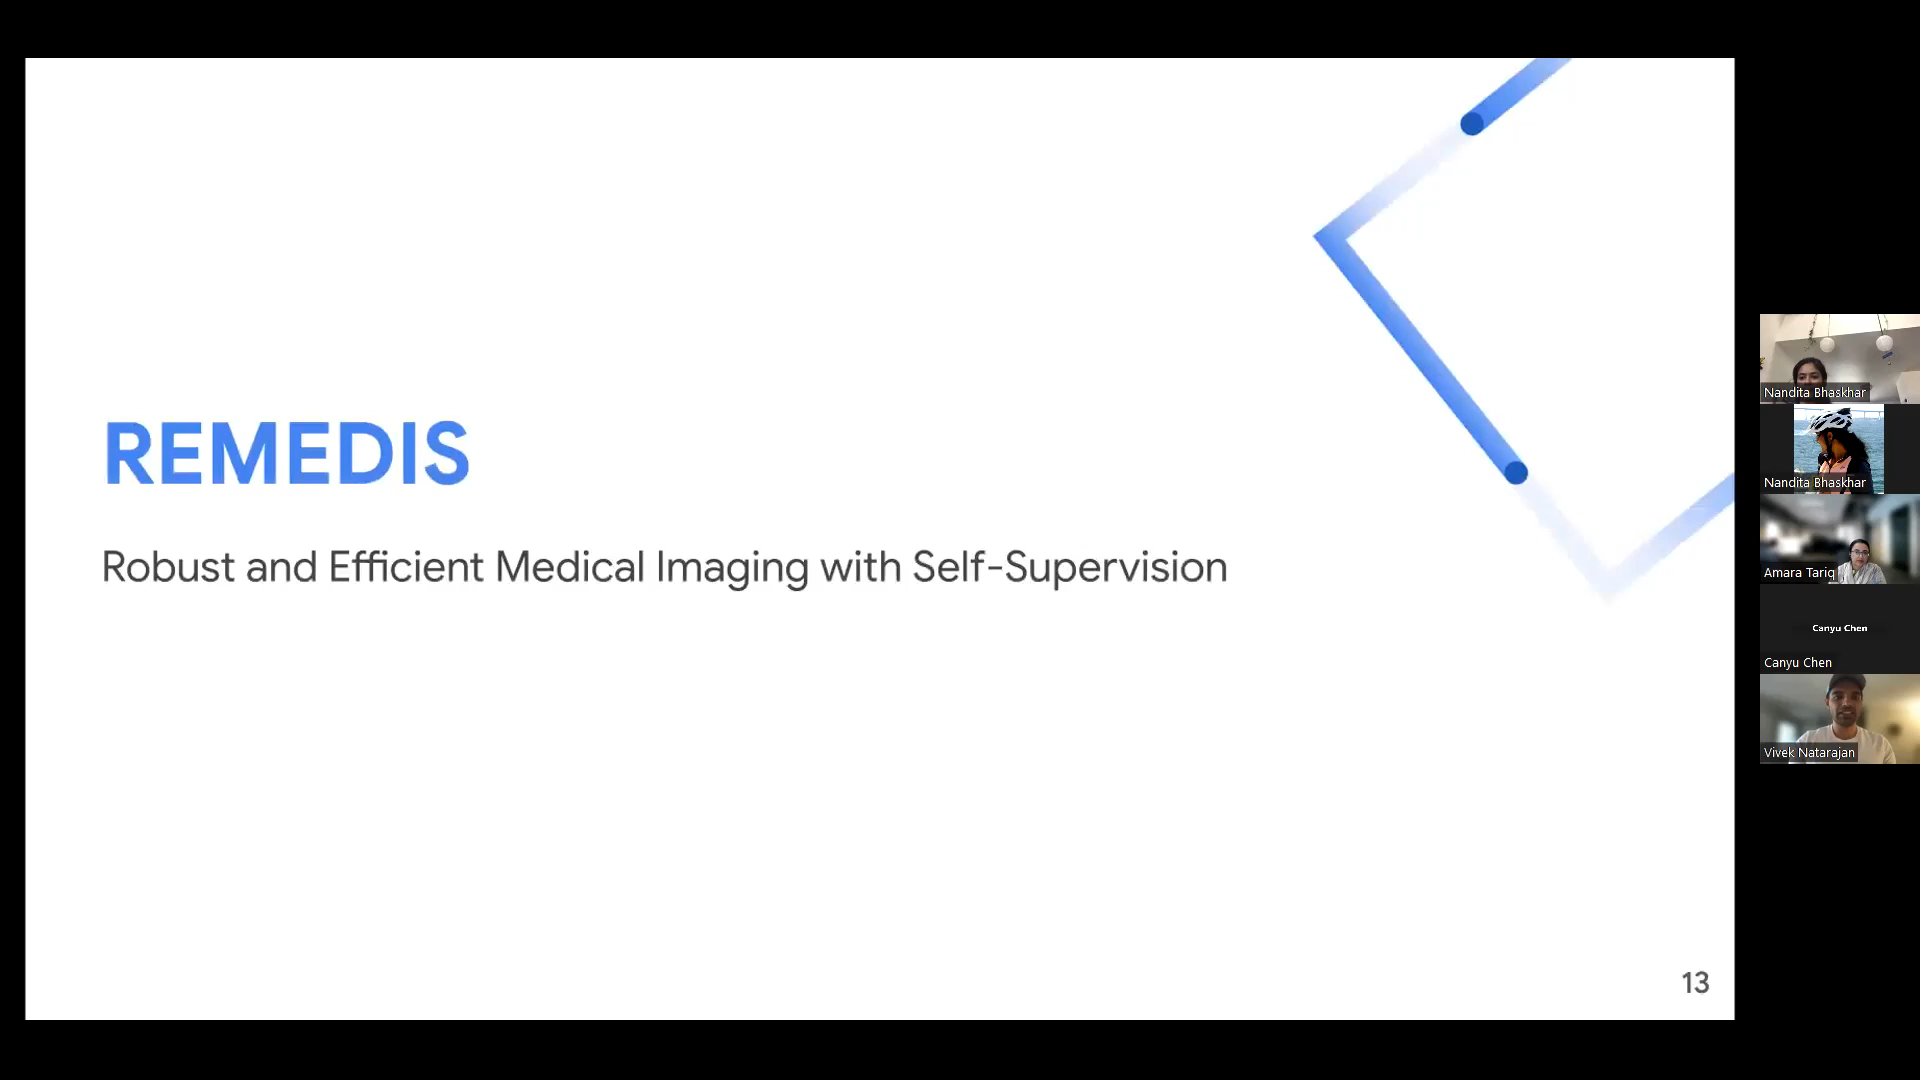 REMEDIS
Robust and Efficient Medical Imaging with Self-Supervision
13
Nandita Bhaskhar
Nandita Bhaskhar
Amara Tariq
Canyu Chen
Canyu Chen
Vivek Natarajan